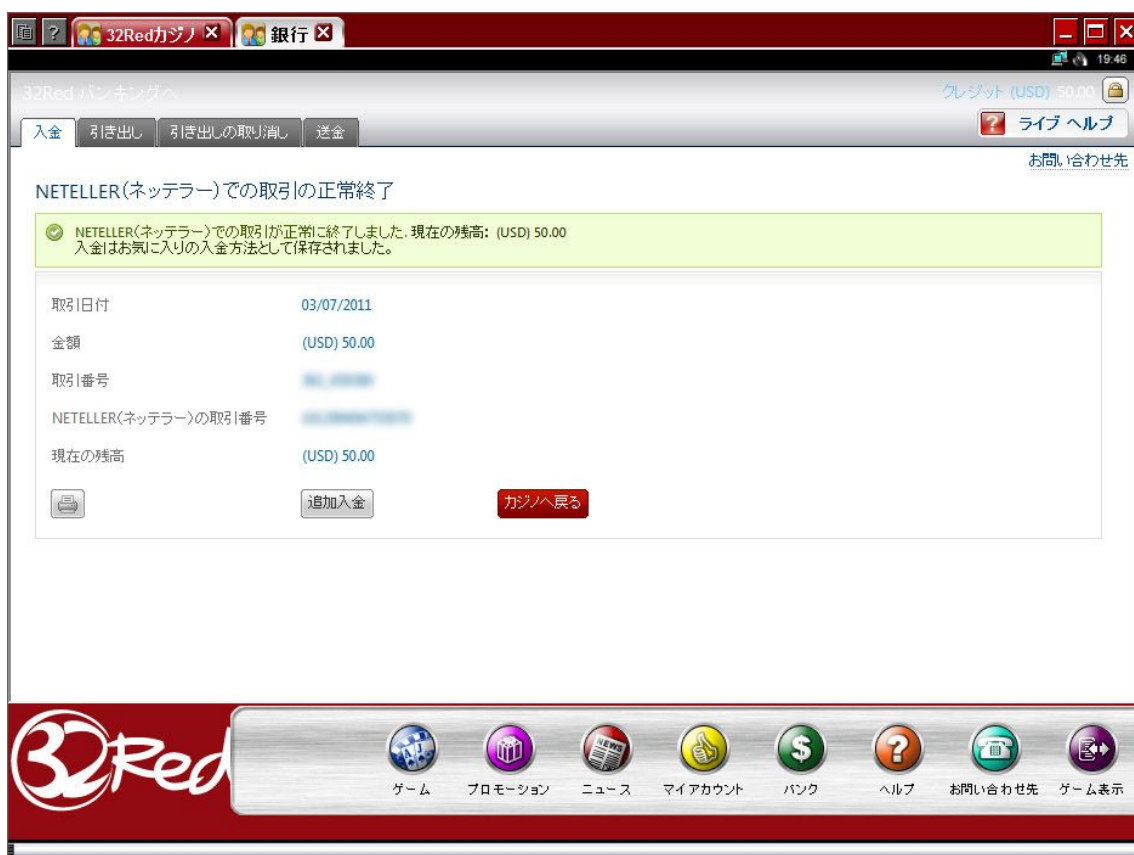 32Redカジノ
銀行
19:46
32Red バンキングへ
クレジット (USD) 50.00
入金 引き出し 引き出しの取り消し 送金
? ライブ ヘルプ
お問い合わせ先
NETELLER(ネッテラー)での取引の正常終了
NETELLER(ネッテラー)での取引が正常に終了しました. 現在の残高: (USD) 50.00
入金はお気に入りの入金方法として保存されました。
取引日付 03/07/2011
金額 (USD) 50.00
取引番号
NETELLER(ネッテラー)の取引番号
現在の残高 (USD) 50.00
追加入金 カジノへ戻る
32Red
NEWS
ゲーム プロモーション ニュース マイアカウント バンク ヘルプ お問い合わせ先 ゲーム表示